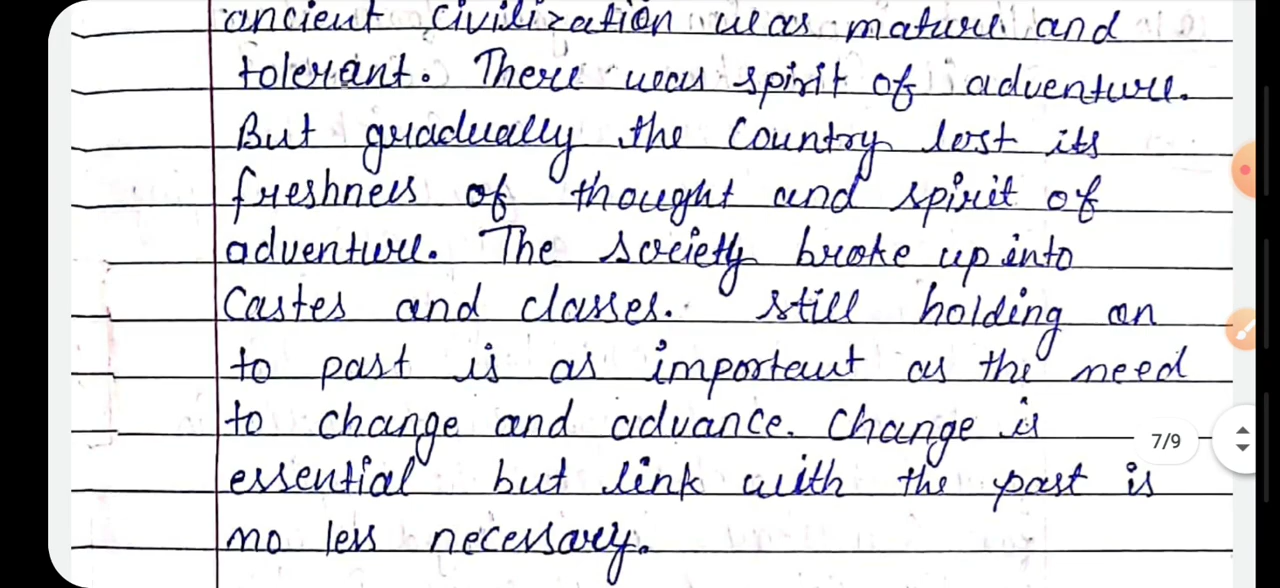 ancient civilization was mature and
tolerant. There was spirit of adventure.
But gradually the Country lost its
freshness of thought and spirit of
adventure. The society broke up into
Castes and classes. still holding on
to past is as important as the need
to change and advance. Change is
7/9
essential but link with the past is
no less necessary.